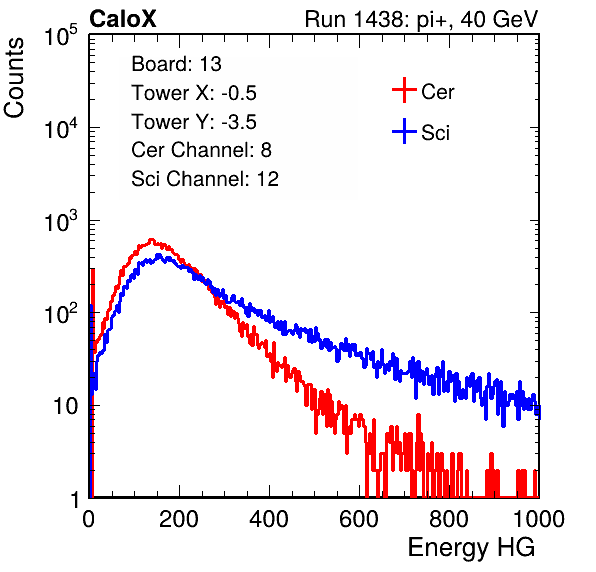 CaloX Run 1438: pi+, 40 GeV
Counts
Board: 13
Tower X: -0.5
Tower Y: -3.5
Cer Channel: 8
Sci Channel: 12
Cer
Sci
10^5
10^4
10^3
10^2
10
1
0 200 400 600 800 1000
Energy HG